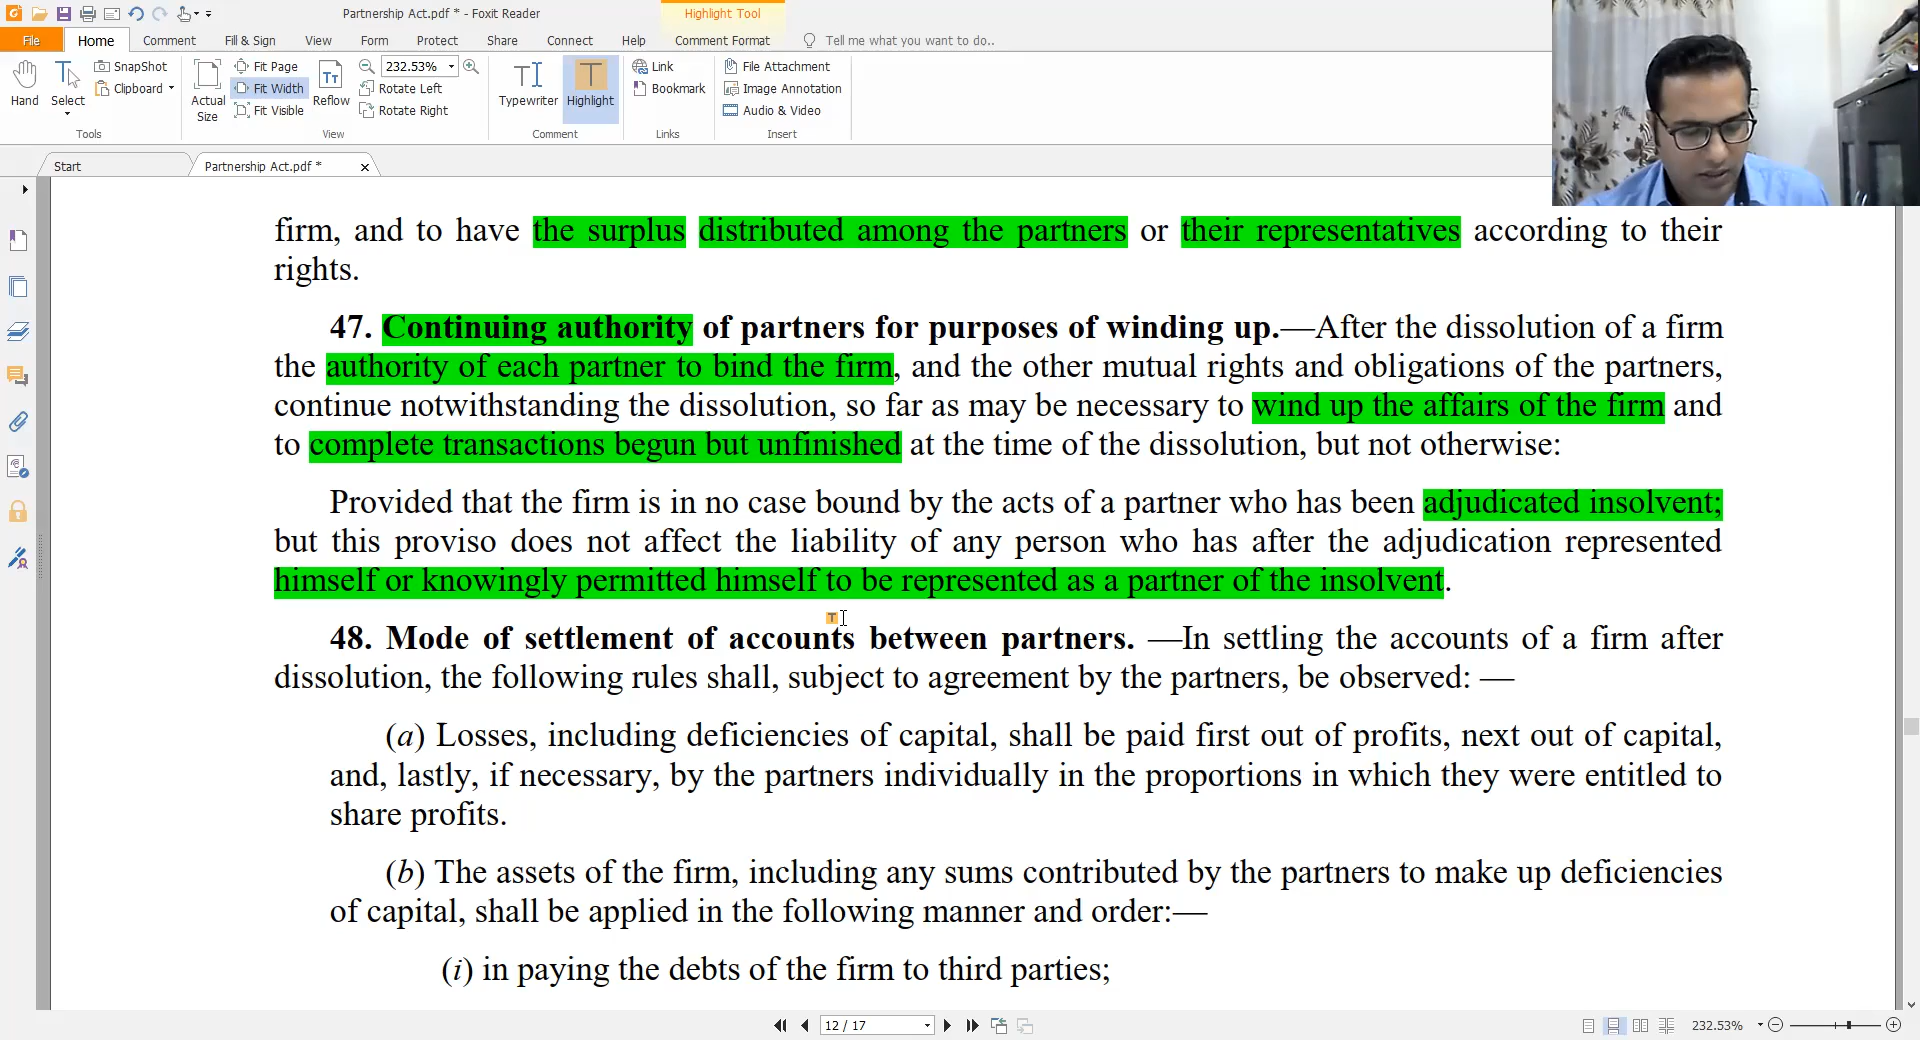 Partnership Act.pdf * - Foxit Reader
Highlight Tool
File
Home
Comment
Fill & Sign
View
Form
Protect
Share
Connect
Help
Comment Format
Tell me what you want to do..
Hand
Select
SnapShot
Clipboard
Tools
Actual
Size
Fit Page
Fit Width
Fit Visible
Reflow
232.53%
Rotate Left
Rotate Right
View
Typewriter
Highlight
Comment
Link
Bookmark
Links
File Attachment
Image Annotation
Audio & Video
Insert
Start
Partnership Act.pdf *
firm, and to have the surplus distributed among the partners or their representatives according to their
rights.
47. Continuing authority of partners for purposes of winding up.—After the dissolution of a firm
the authority of each partner to bind the firm, and the other mutual rights and obligations of the partners,
continue notwithstanding the dissolution, so far as may be necessary to wind up the affairs of the firm and
to complete transactions begun but unfinished at the time of the dissolution, but not otherwise:
Provided that the firm is in no case bound by the acts of a partner who has been adjudicated insolvent;
but this proviso does not affect the liability of any person who has after the adjudication represented
himself or knowingly permitted himself to be represented as a partner of the insolvent.
48. Mode of settlement of accounts between partners. —In settling the accounts of a firm after
dissolution, the following rules shall, subject to agreement by the partners, be observed: —
(a) Losses, including deficiencies of capital, shall be paid first out of profits, next out of capital,
and, lastly, if necessary, by the partners individually in the proportions in which they were entitled to
share profits.
(b) The assets of the firm, including any sums contributed by the partners to make up deficiencies
of capital, shall be applied in the following manner and order:—
(i) in paying the debts of the firm to third parties;
12 / 17
232.53%